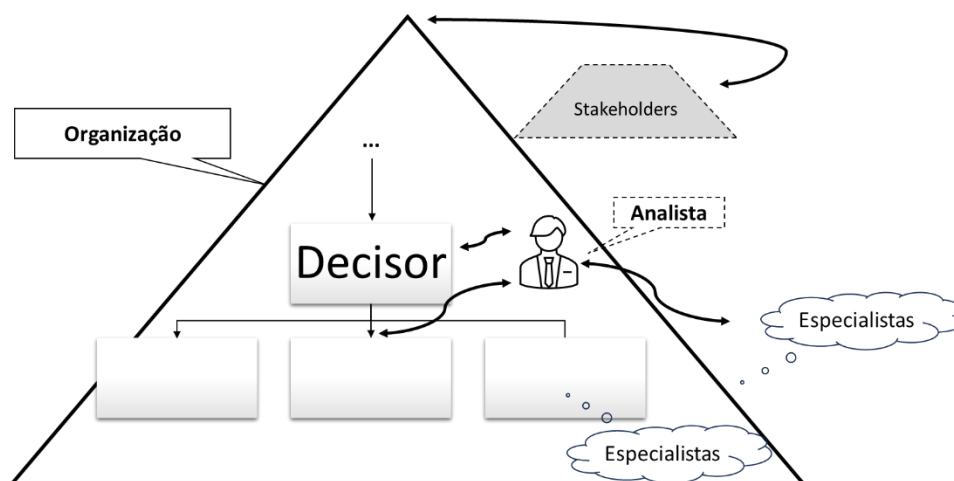 Stakeholders
Organização
...
Analista
Decisor
Especialistas
Especialistas